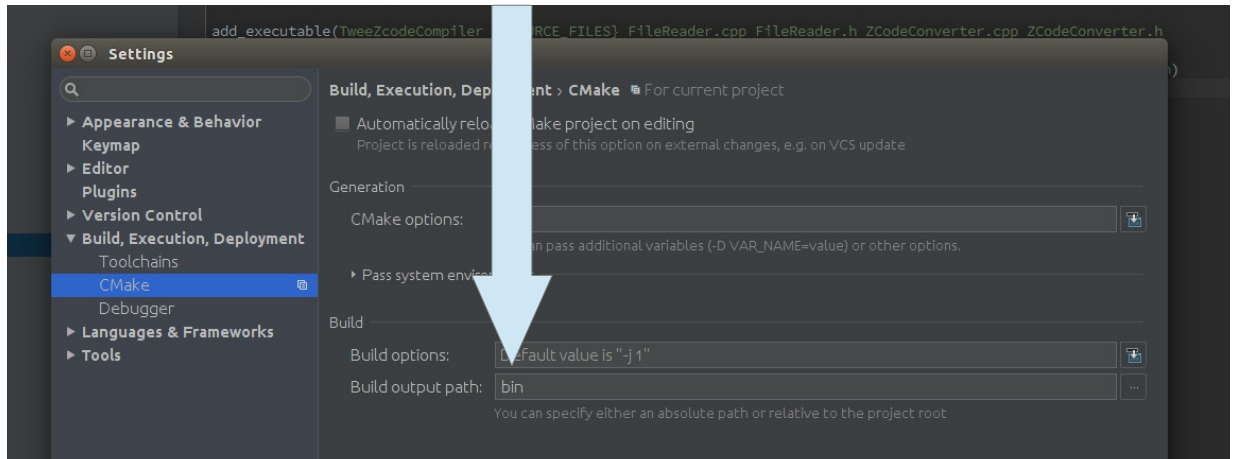 add_executable(TweeZcodeCompiler RCE_FILES} FileReader.cpp FileReader.h ZCodeConverter.cpp ZCodeConverter.h
)
Settings
Build, Execution, Dep ent › CMake For current project
Appearance & Behavior
Automatically relo ake project on editing
Keymap
Project is reloaded r ess of this option on external changes, e.g. on VCS update
Editor
Plugins
Generation
Version Control
CMake options:
Build, Execution, Deployment
an pass additional variables (-D VAR_NAME=value) or other options.
Toolchains
Pass system enviro
CMake
Debugger
Build
Languages & Frameworks
Tools
Build options: Default value is "-j 1"
Build output path: bin
...
You can specify either an absolute path or relative to the project root